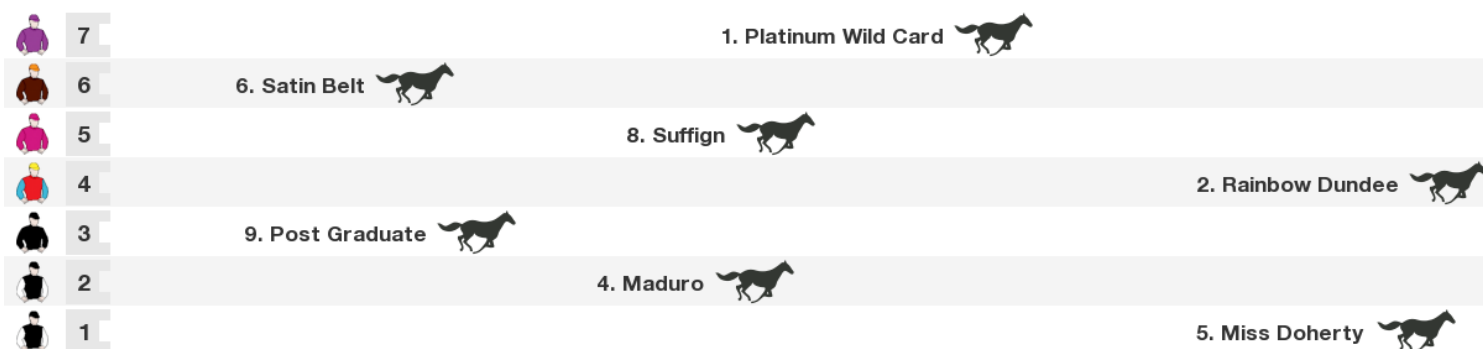 7 1. Platinum Wild Card
6 6. Satin Belt
5 8. Suffign
4 2. Rainbow Dundee
3 9. Post Graduate
2 4. Maduro
1 5. Miss Doherty